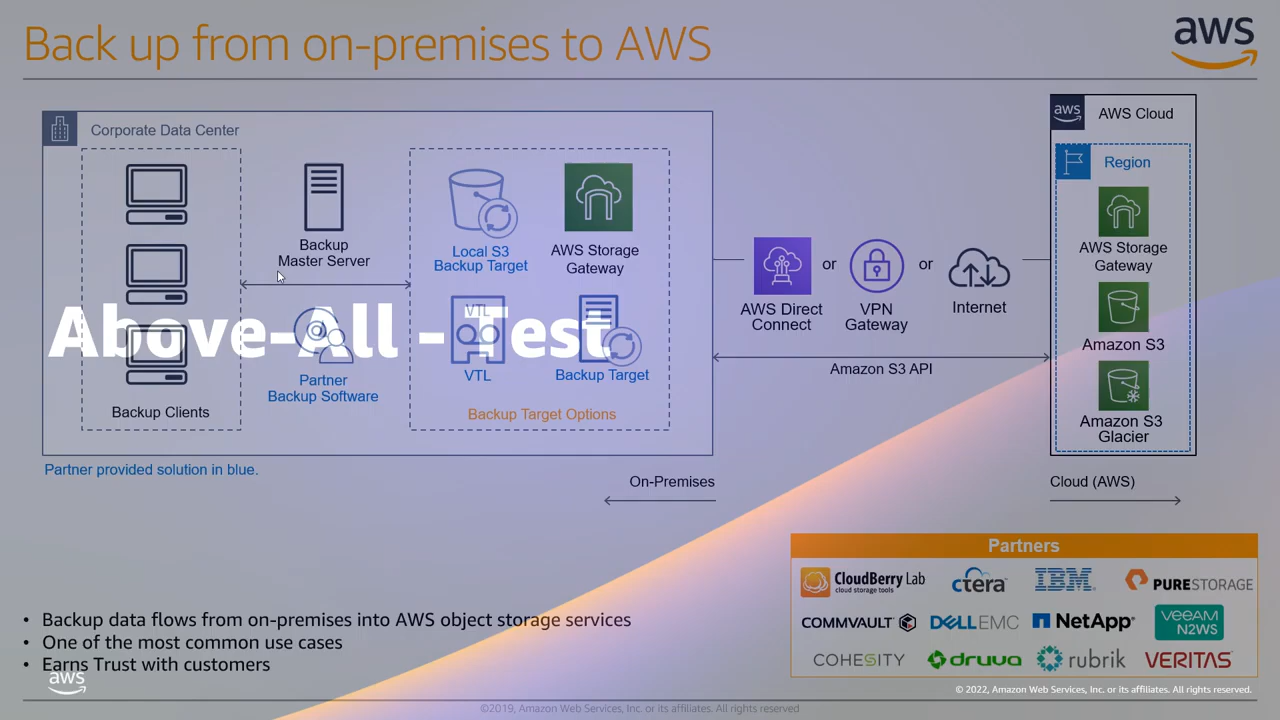 Back up from on-premises to AWS
aws
Corporate Data Center
Backup Clients
Backup
Master Server
Partner
Backup Software
Local S3
Backup Target
AWS Storage
Gateway
VTL
VTL
Backup Target
Backup Target Options
Above-All - Test
Partner provided solution in blue.
AWS Direct
Connect
or
VPN
Gateway
or
Internet
Amazon S3 API
aws
AWS Cloud
Region
AWS Storage
Gateway
Amazon S3
Amazon S3
Glacier
On-Premises
Cloud (AWS)
Partners
CloudBerry Lab
cloud storage tools
ctera
IBM
PURESTORAGE
COMMVAULT
DELLEMC
NetApp
veeAM
N2WS
COHESITY
druva
rubrik
VERITAS
• Backup data flows from on-premises into AWS object storage services
• One of the most common use cases
• Earns Trust with customers
aws
© 2022, Amazon Web Services, Inc. or its affiliates. All rights reserved.
©2019, Amazon Web Services, Inc. or its affiliates. All rights reserved